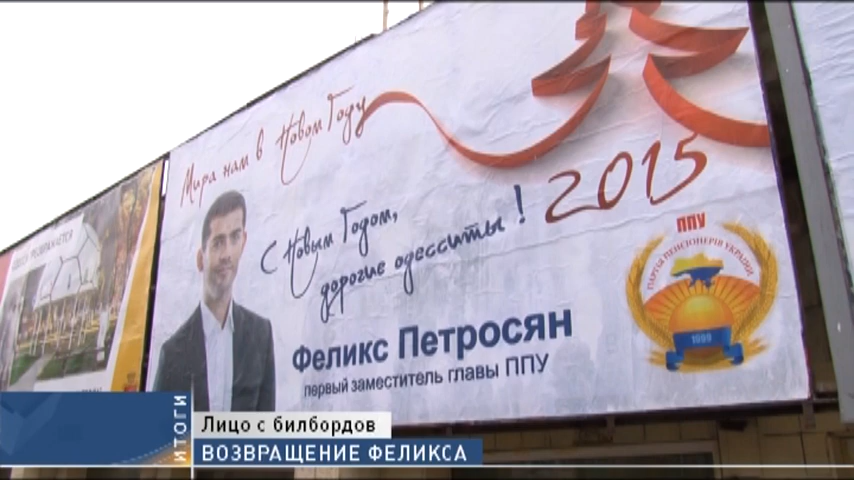 Мира нам в Новом Году
С Новым Годом,
дорогие одесситы!
2015
Феликс Петросян
первый заместитель главы ППУ
ППУ
ПАРТІЯ ПЕНСІОНЕРІВ УКРАЇНИ
1999
ИТОГИ
Лицо с билбордов
ВОЗВРАЩЕНИЕ ФЕЛИКСА